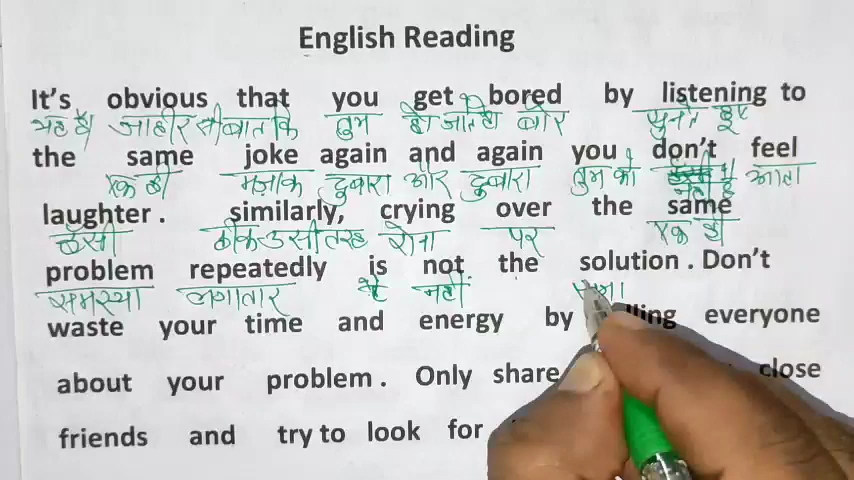 English Reading
It's obvious that you get bored by listening to
यह है। जाहीर सी बात कि तुम हो जाते हो बोर सुनते हुए
the same joke again and again you don't feel
एक ही मज़ाक दुबारा और दुबारा तुम को नहीं है आता
laughter . similarly, crying over the same
हँसी ठीक उसी तरह रोना पर एक ही
problem repeatedly is not the solution . Don't
समस्या लगातार है नहीं
waste your time and energy by everyone
about your problem . Only share close
friends and try to look for